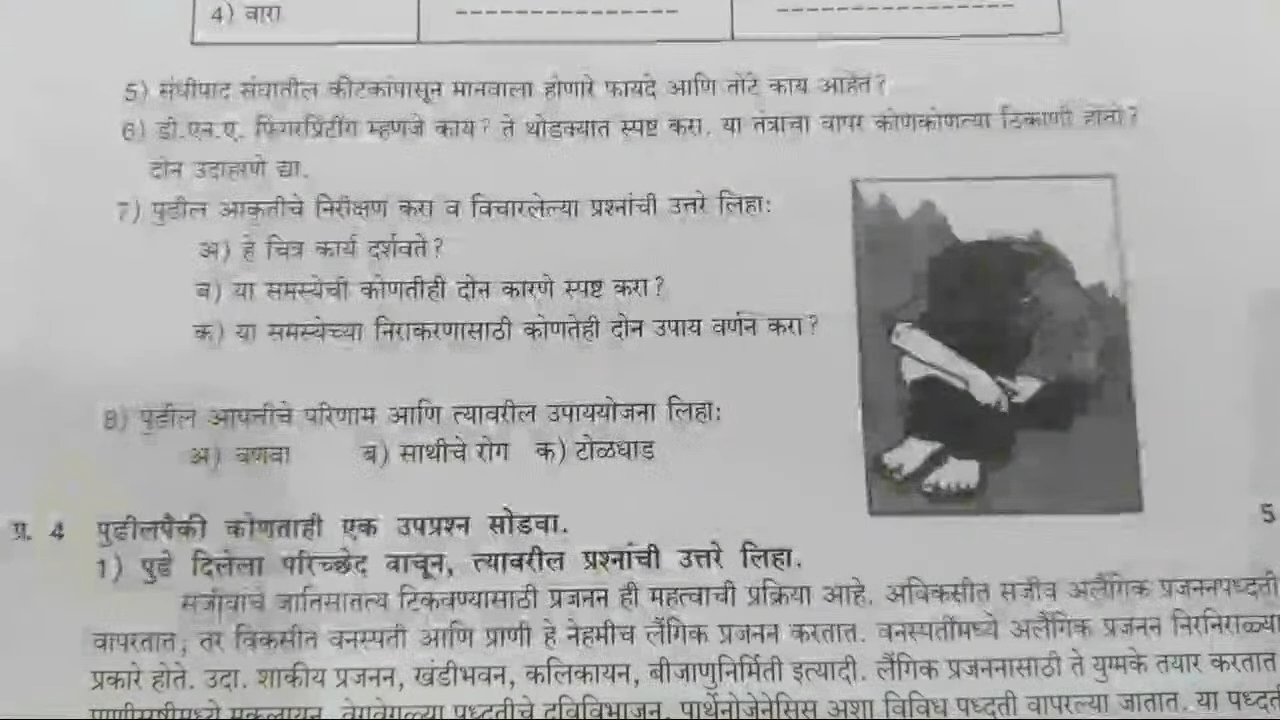 4) वारा
5) संधीपाद संघातील कीटकांपासून मानवाला होणारे फायदे आणि तोटे काय आहेत?
6) डी.एन.ए. फिंगरप्रिंटींग म्हणजे काय? ते थोडक्यात स्पष्ट करा. या तंत्राचा वापर कोणकोणत्या ठिकाणी होतो?
दोन उदाहरणे द्या.
7) पुढील आकृतीचे निरीक्षण करा व विचारलेल्या प्रश्नांची उत्तरे लिहा:
अ) हे चित्र कार्य दर्शवते?
ब) या समस्येची कोणतीही दोन कारणे स्पष्ट करा?
क) या समस्येच्या निराकरणासाठी कोणतेही दोन उपाय वर्णन करा?
8) पुढील आपत्तीचे परिणाम आणि त्यावरील उपाययोजना लिहा:
अ) वणवा ब) साथीचे रोग क) टोळधाड
प्र. 4 पुढीलपैकी कोणताही एक उपप्रश्न सोडवा. 5
1) पुढे दिलेला परिच्छेद वाचून, त्यावरील प्रश्नांची उत्तरे लिहा.
सजीवाचे जातिसातत्य टिकवण्यासाठी प्रजनन ही महत्वाची प्रक्रिया आहे. अविकसीत सजीव अलैंगिक प्रजननपध्दती
वापरतात; तर विकसीत वनस्पती आणि प्राणी हे नेहमीच लैंगिक प्रजनन करतात. वनस्पतींमध्ये अलैंगिक प्रजनन निरनिराळ्या
प्रकारे होते. उदा. शाकीय प्रजनन, खंडीभवन, कलिकायन, बीजाणुनिर्मिती इत्यादी. लैंगिक प्रजननासाठी ते युग्मके तयार करतात
प्राणीसृष्टीमध्ये मुकुलायन, वेगवेगळ्या पध्दतीचे द्विविभाजन, पार्थेनोजेनेसिस अशा विविध पध्दती वापरल्या जातात. या पध्दत